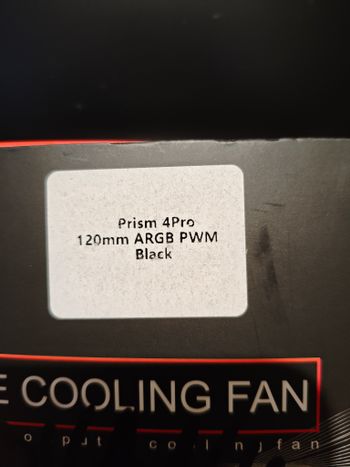 Prism 4Pro
120mm ARGB PWM
Black
E COOLING FAN